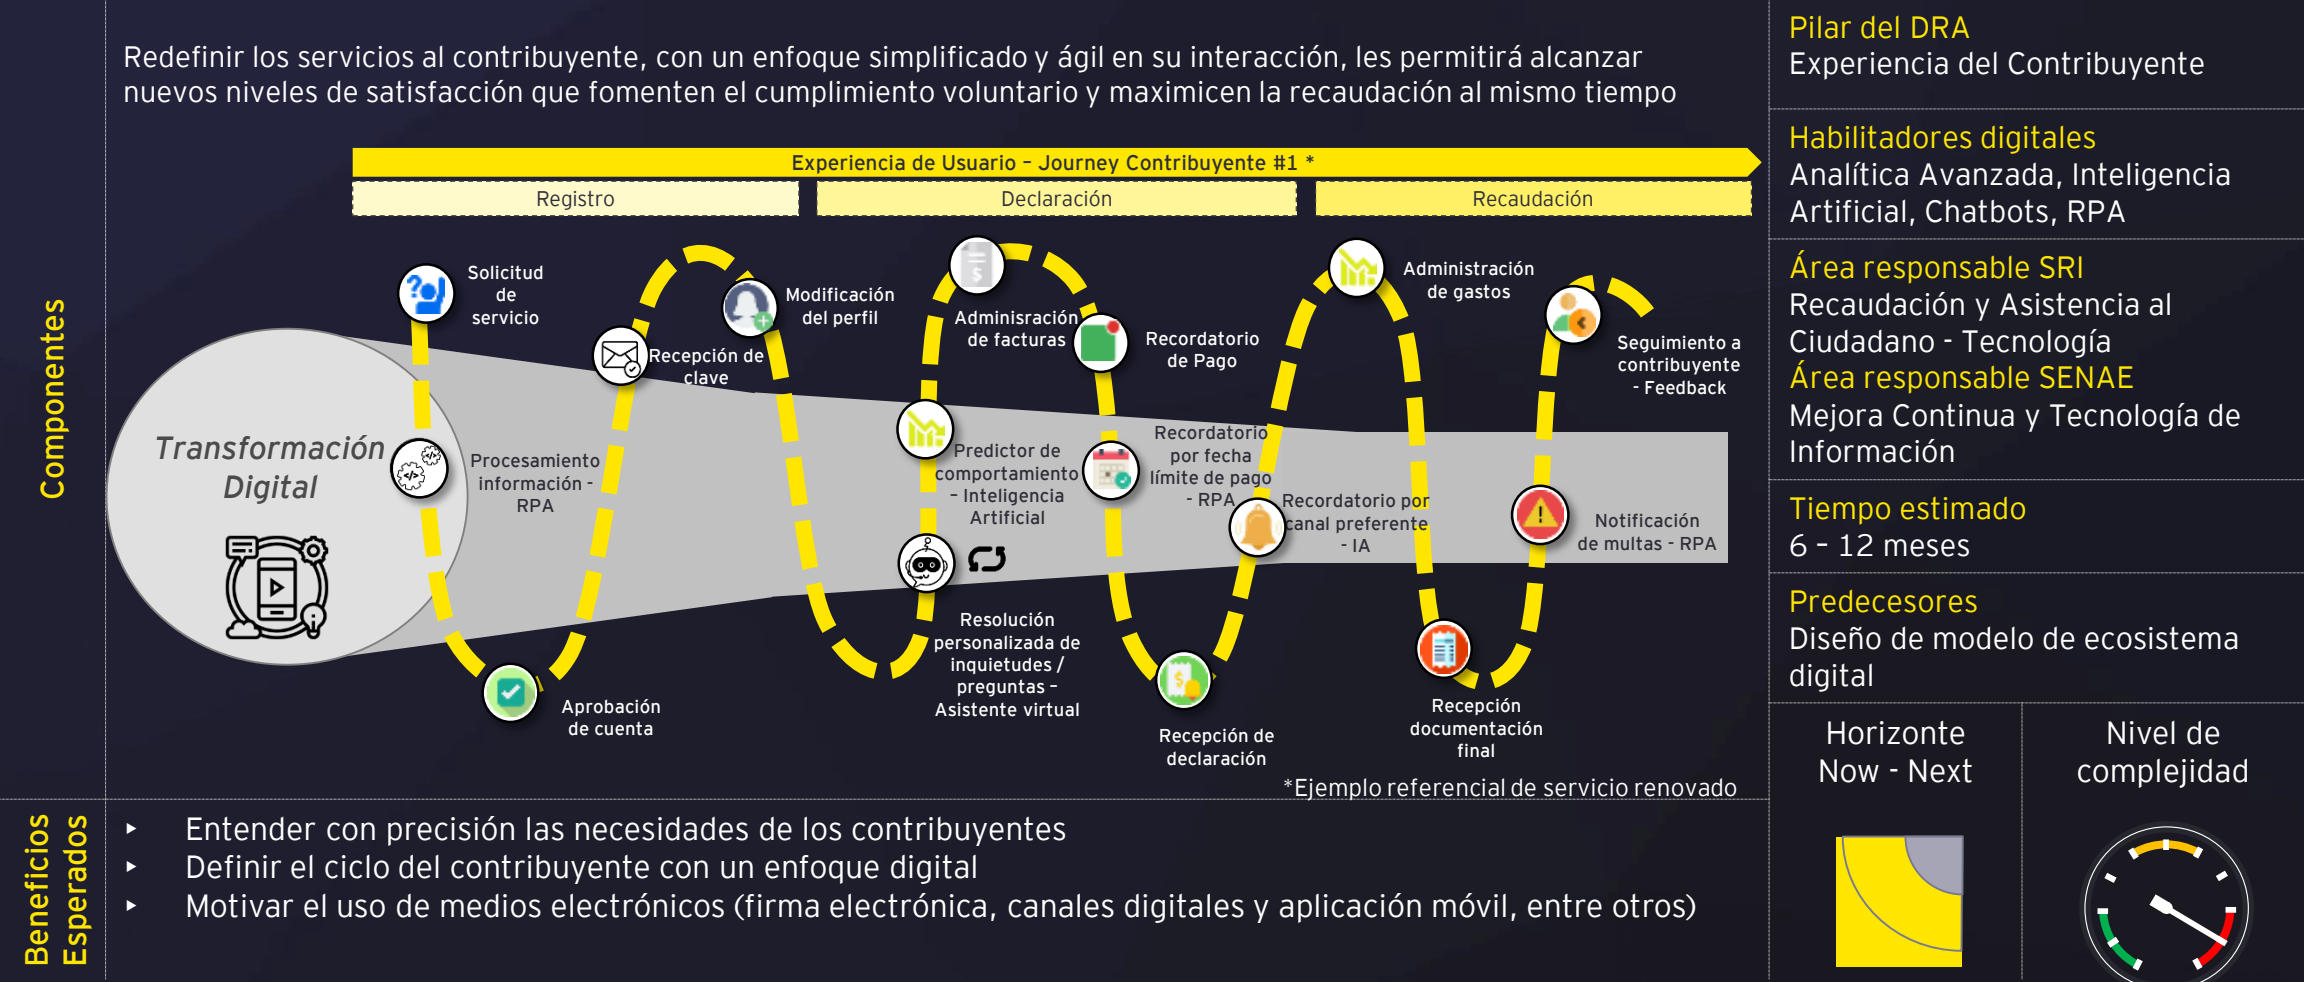 Redefinir los servicios al contribuyente, con un enfoque simplificado y ágil en su interacción, les permitirá alcanzar
nuevos niveles de satisfacción que fomenten el cumplimiento voluntario y maximicen la recaudación al mismo tiempo
Componentes
Experiencia de Usuario – Journey Contribuyente #1 *
Registro
Declaración
Recaudación
Transformación
Digital
Solicitud
de
servicio
Procesamiento
información -
RPA
Aprobación
de cuenta
Recepción de
clave
Modificación
del perfil
Adminisración
de facturas
Predictor de
comportamiento
– Inteligencia
Artificial
Resolución
personalizada de
inquietudes /
preguntas –
Asistente virtual
Recordatorio
de Pago
Recordatorio
por fecha
límite de pago
- RPA
Recepción de
declaración
Recordatorio por
canal preferente
- IA
Administración
de gastos
Recepción
documentación
final
Notificación
de multas - RPA
Seguimiento a
contribuyente
- Feedback
*Ejemplo referencial de servicio renovado
Beneficios
Esperados
▸ Entender con precisión las necesidades de los contribuyentes
▸ Definir el ciclo del contribuyente con un enfoque digital
▸ Motivar el uso de medios electrónicos (firma electrónica, canales digitales y aplicación móvil, entre otros)
Pilar del DRA
Experiencia del Contribuyente
Habilitadores digitales
Analítica Avanzada, Inteligencia
Artificial, Chatbots, RPA
Área responsable SRI
Recaudación y Asistencia al
Ciudadano - Tecnología
Área responsable SENAE
Mejora Continua y Tecnología de
Información
Tiempo estimado
6 – 12 meses
Predecesores
Diseño de modelo de ecosistema
digital
Horizonte
Now - Next
Nivel de
complejidad